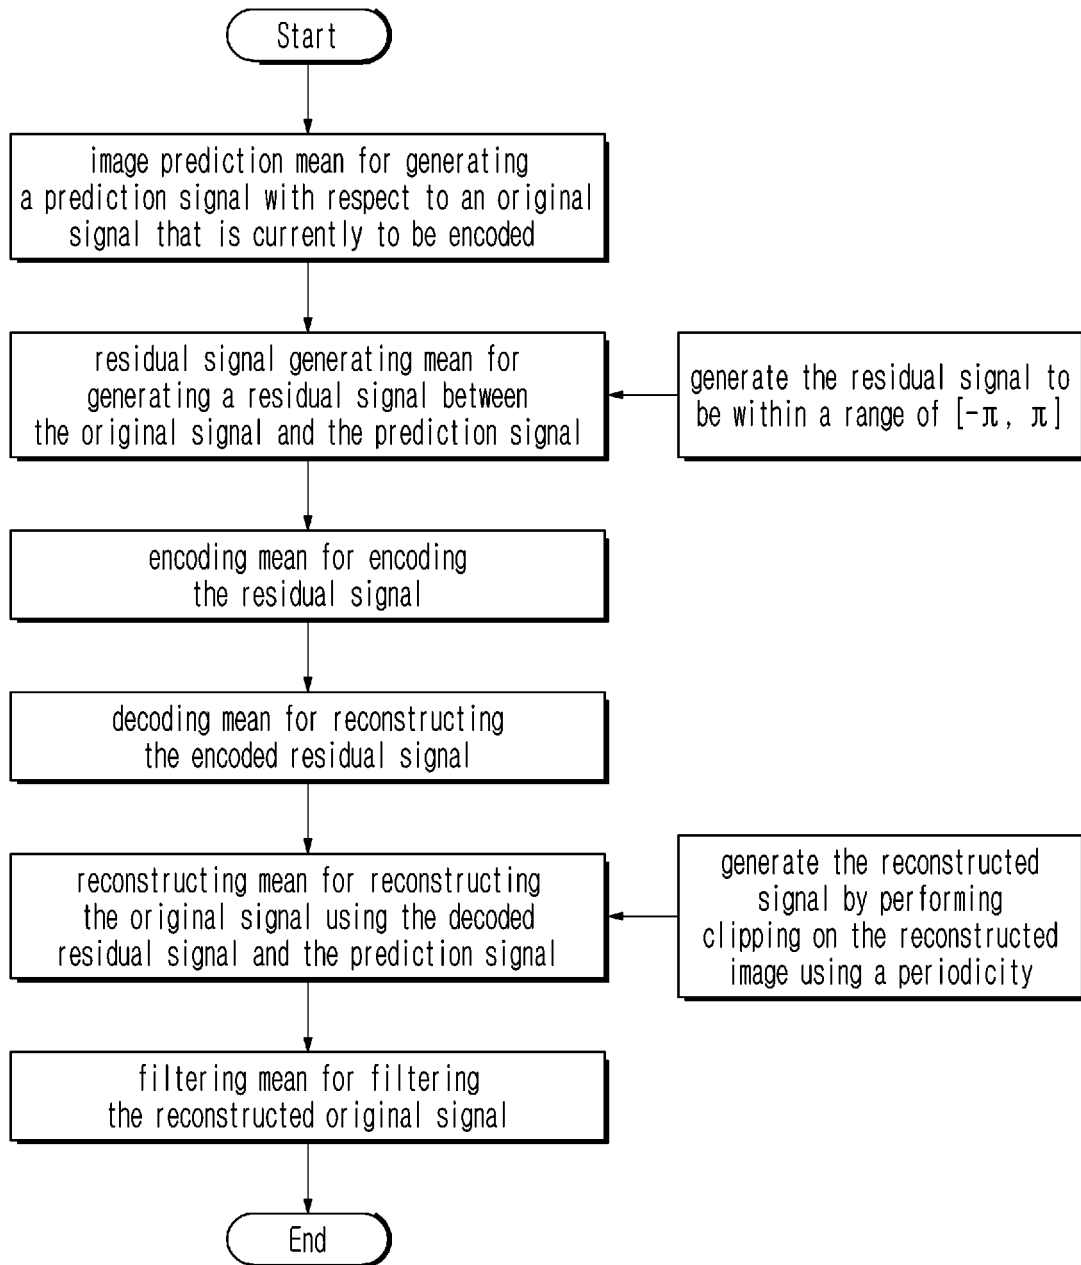 Start
image prediction mean for generating
a prediction signal with respect to an original
signal that is currently to be encoded
residual signal generating mean for
generating a residual signal between
the original signal and the prediction signal
generate the residual signal to
be within a range of [-π, π]
encoding mean for encoding
the residual signal
decoding mean for reconstructing
the encoded residual signal
reconstructing mean for reconstructing
the original signal using the decoded
residual signal and the prediction signal
generate the reconstructed
signal by performing
clipping on the reconstructed
image using a periodicity
filtering mean for filtering
the reconstructed original signal
End